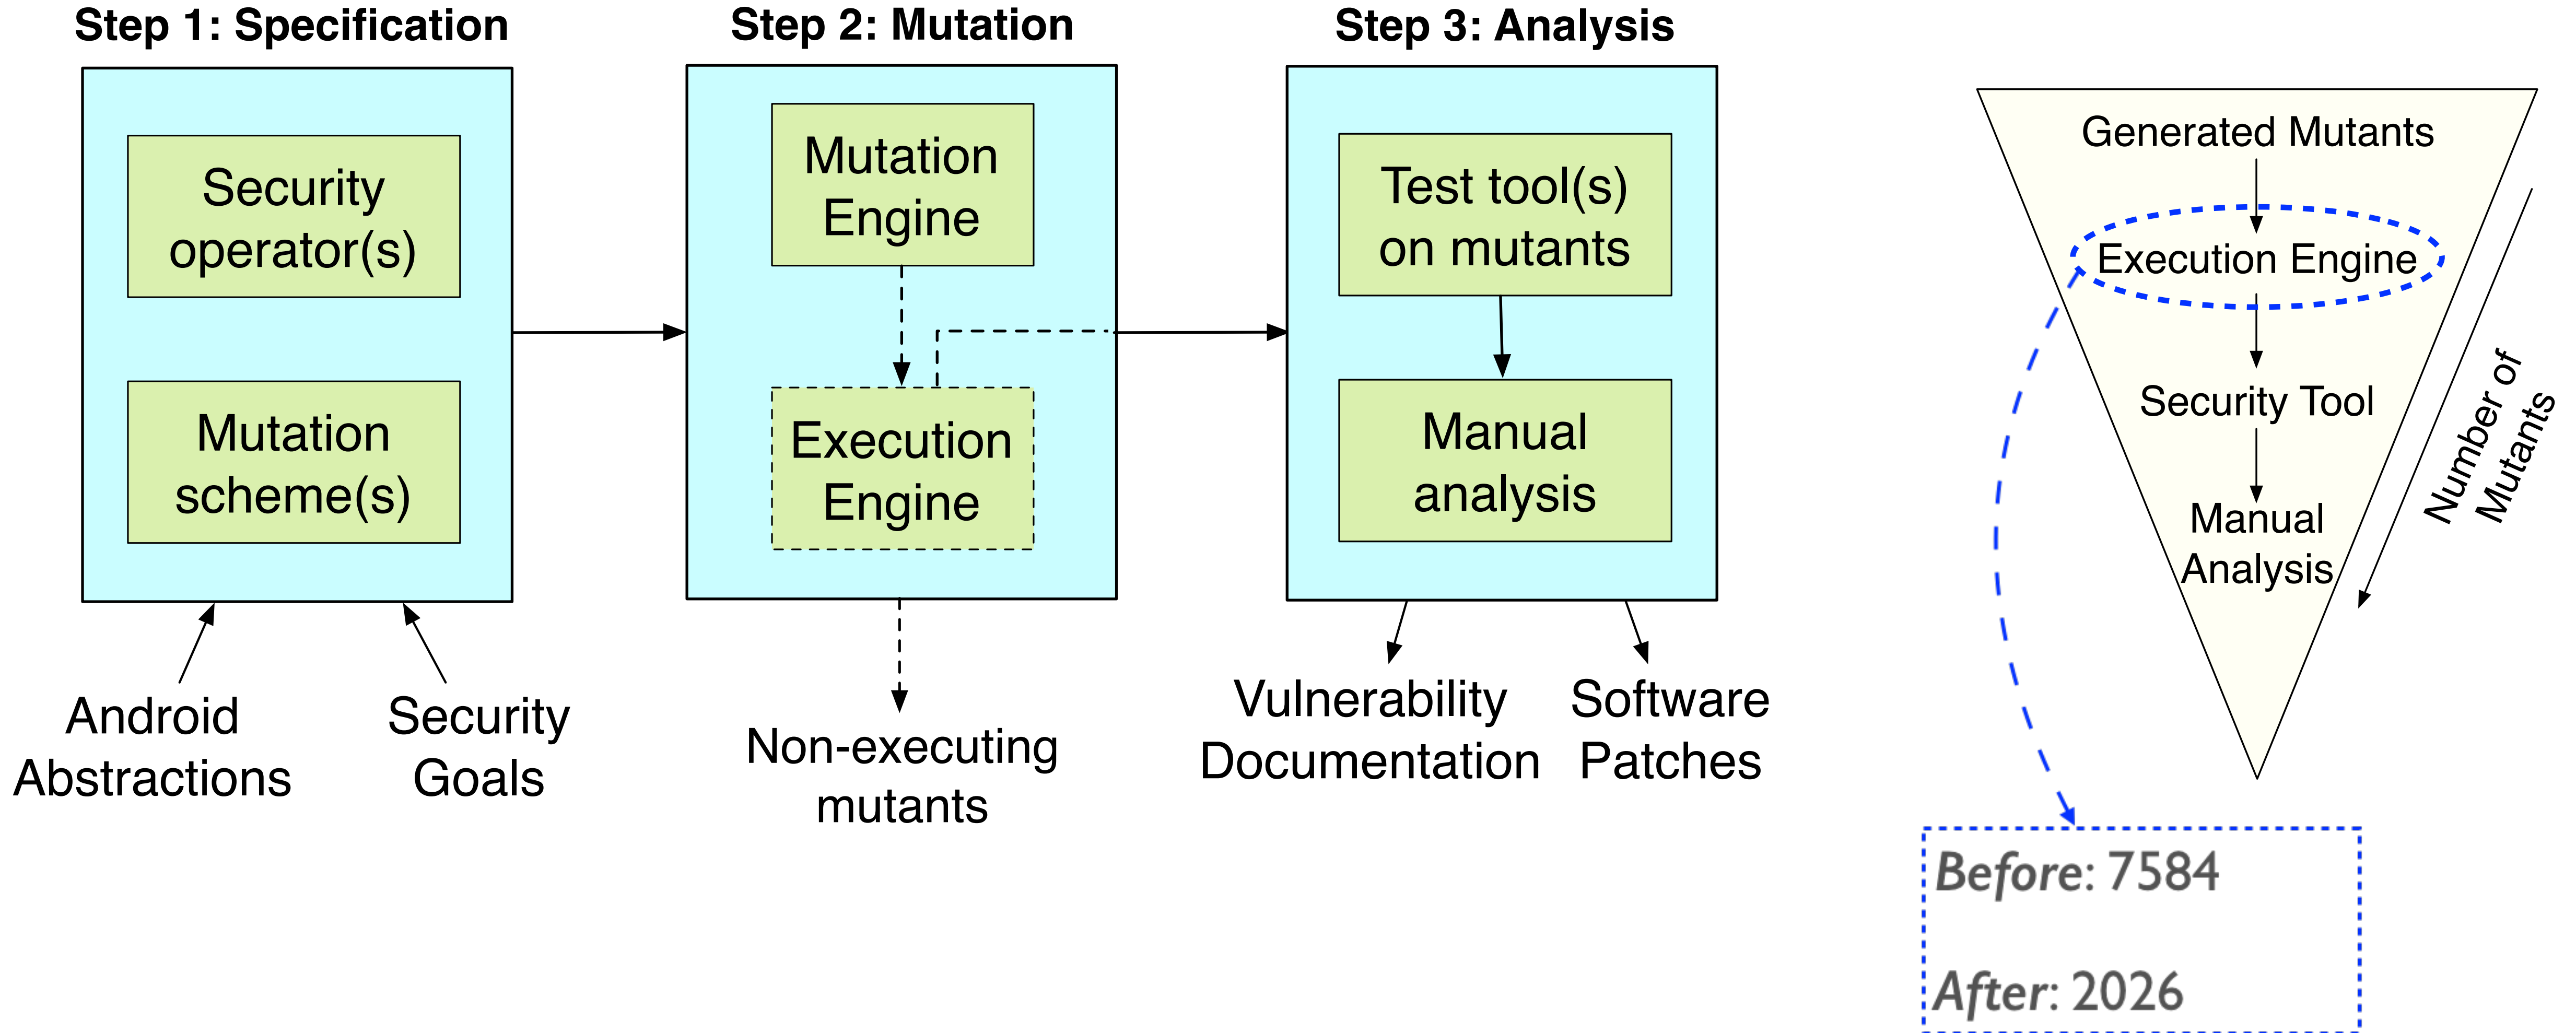 Step 1: Specification
Security
operator(s)
Mutation
scheme(s)
Android
Abstractions
Security
Goals
Step 2: Mutation
Mutation
Engine
Execution
Engine
Non-executing
mutants
Step 3: Analysis
Test tool(s)
on mutants
Manual
analysis
Vulnerability
Documentation
Software
Patches
Generated Mutants
Execution Engine
Security Tool
Manual
Analysis
Number of
Mutants
Before: 7584
After: 2026